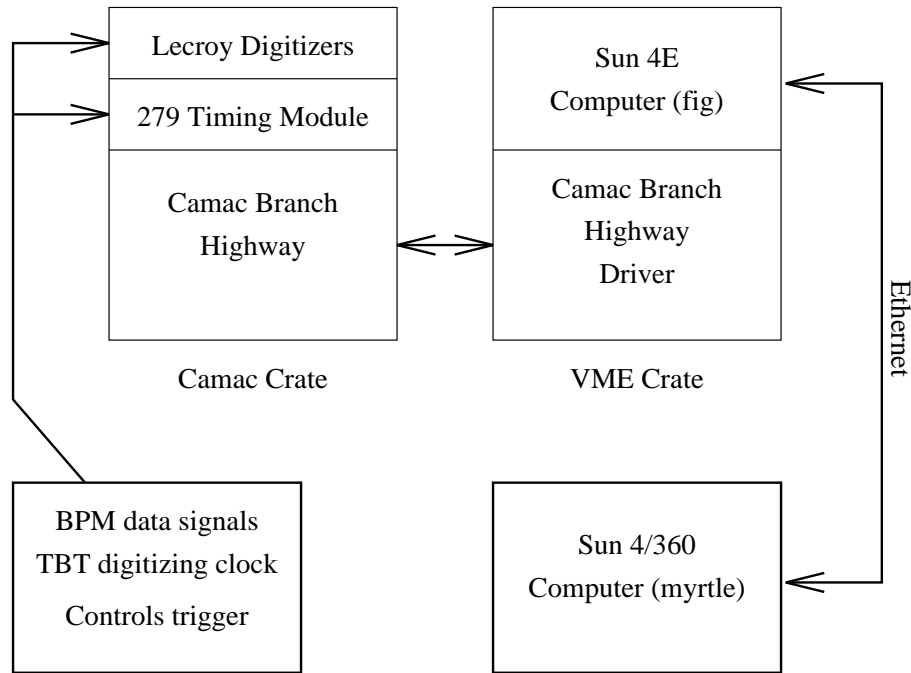 Lecroy Digitizers
279 Timing Module
Camac Branch
Highway
Camac Crate
Sun 4E
Computer (fig)
Camac Branch
Highway
Driver
VME Crate
Ethernet
BPM data signals
TBT digitizing clock
Controls trigger
Sun 4/360
Computer (myrtle)